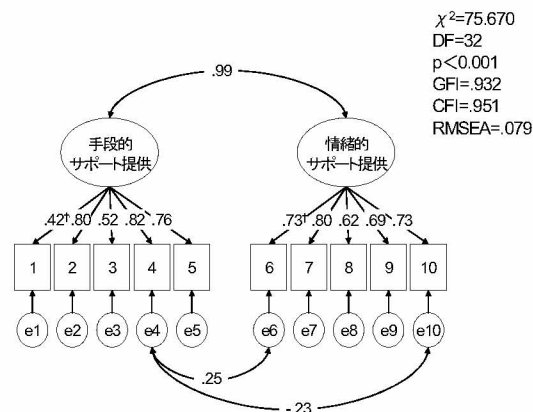 χ²=75.670
DF=32
p<0.001
GFI=.932
CFI=.951
RMSEA=.079
.99
手段的
サポート提供
情緒的
サポート提供
.42† .80 .52 .82 .76
.73† .80 .62 .69 .73
1 2 3 4 5
6 7 8 9 10
e1 e2 e3 e4 e5
e6 e7 e8 e9 e10
.25
-.23